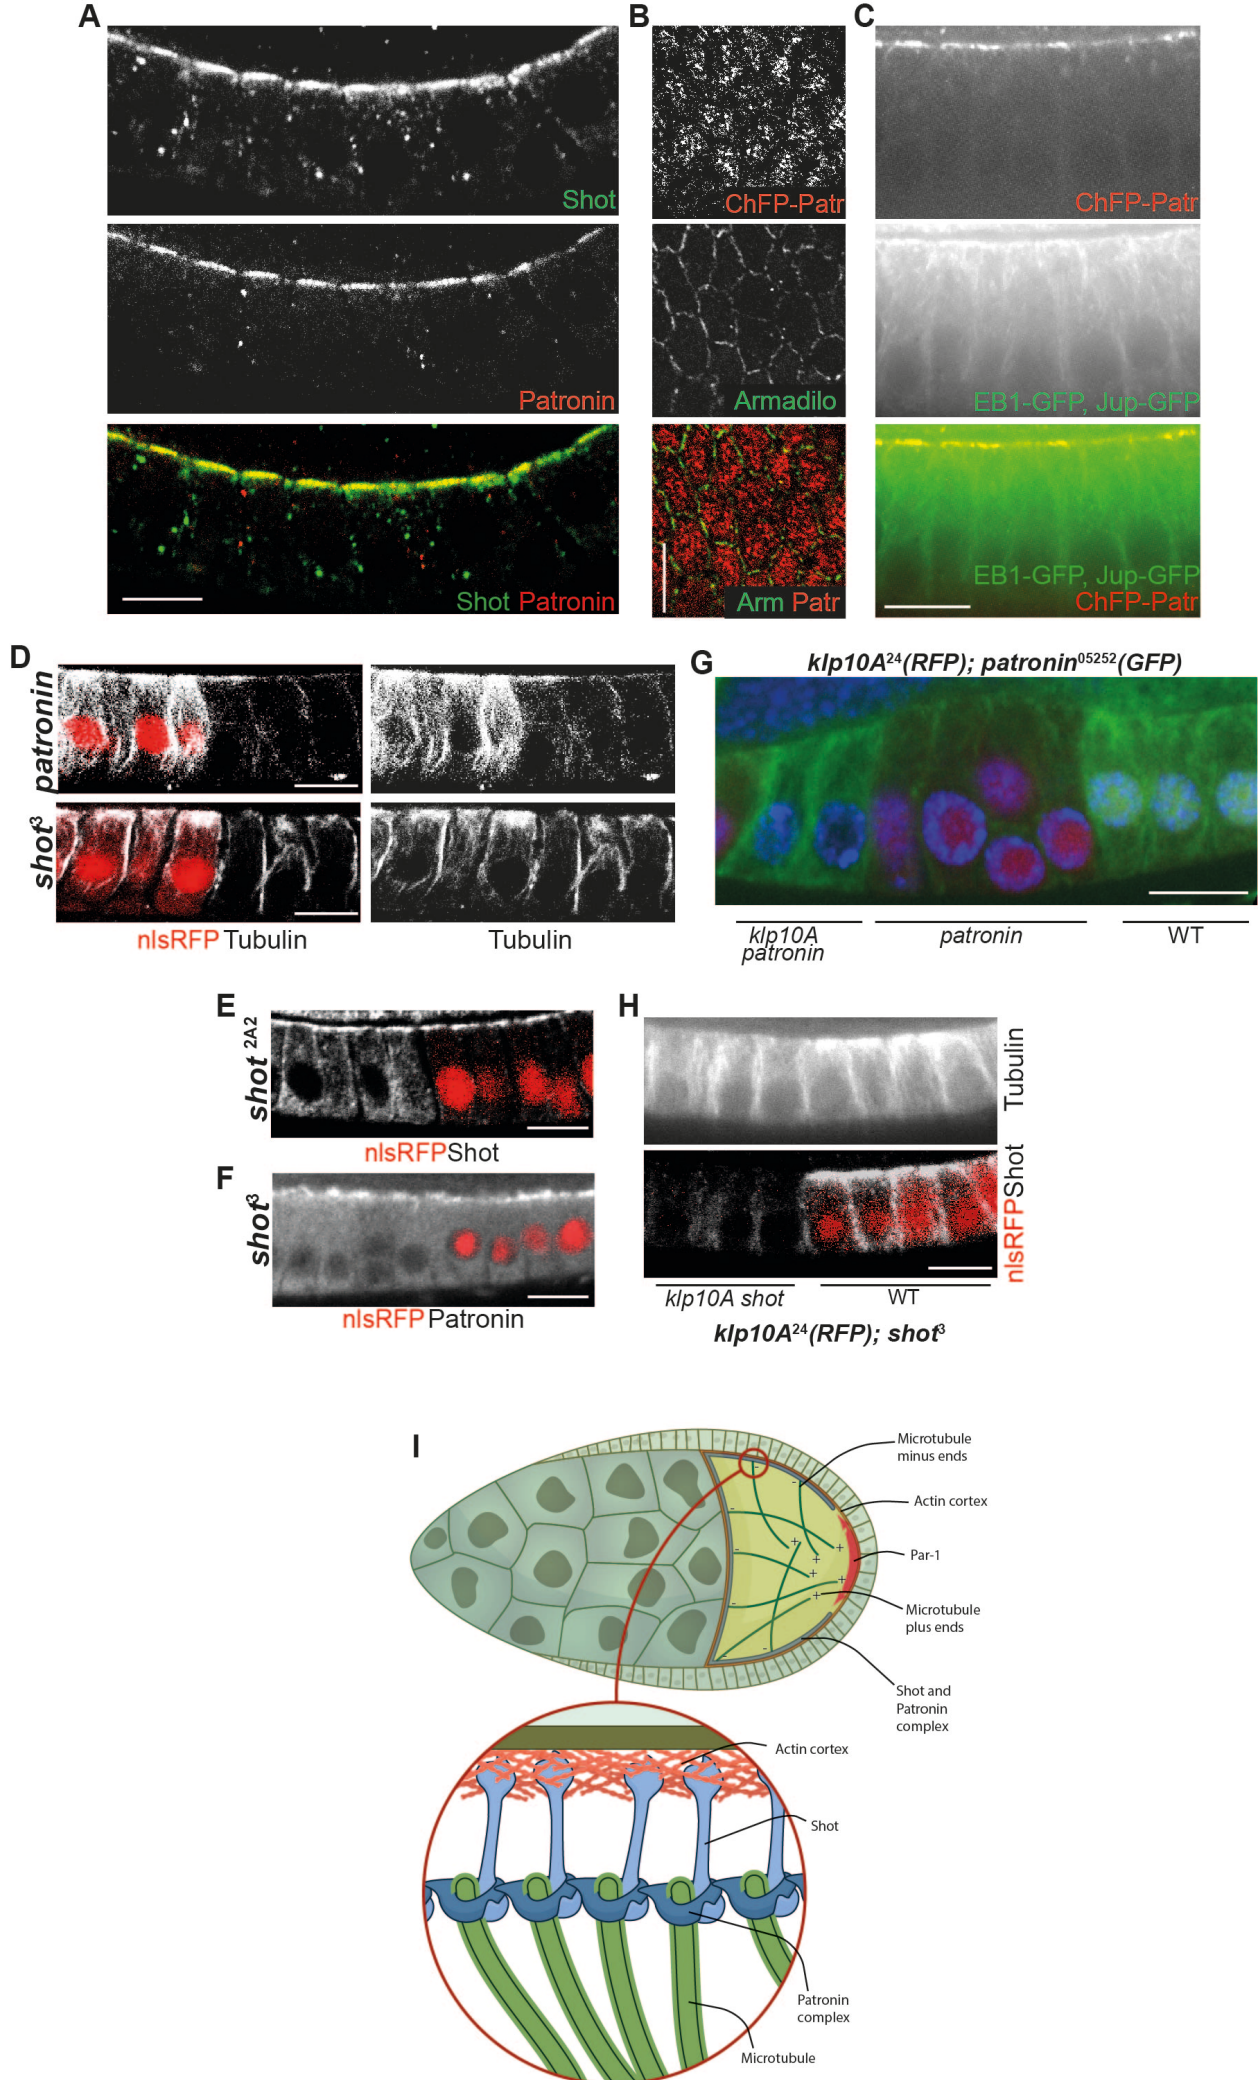 A
B
C
Shot
ChFP-Patr
ChFP-Patr
Patronin
Armadilo
EB1-GFP, Jup-GFP
Shot Patronin
Arm Patr
EB1-GFP, Jup-GFP
ChFP-Patr
D
patronin
shot3
nlsRFP Tubulin
Tubulin
G
klp10A24(RFP); patronin05252(GFP)
klp10A
patronin
patronin
WT
E
shot 2A2
nlsRFP Shot
F
shot3
nlsRFP Patronin
H
Tubulin
nlsRFP Shot
klp10A shot
WT
klp10A24(RFP); shot3
I
Microtubule
minus ends
Actin cortex
Par-1
Microtubule
plus ends
Shot and
Patronin
complex
Actin cortex
Shot
Patronin
complex
Microtubule